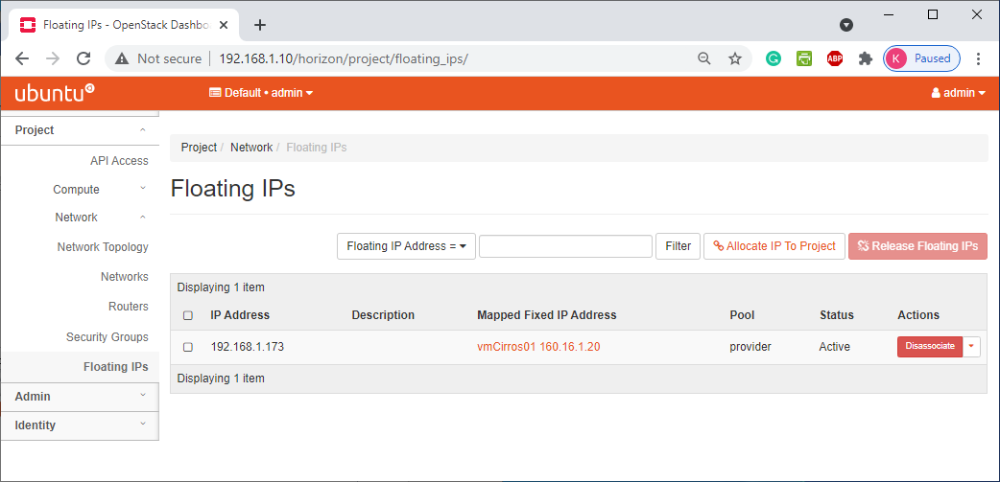 Floating IPs - OpenStack Dashbo
Not secure 192.168.1.10/horizon/project/floating_ips/
ABP
K Paused
ubuntu
Default • admin
admin
Project
API Access
Compute
Network
Network Topology
Networks
Routers
Security Groups
Floating IPs
Admin
Identity
Project / Network / Floating IPs
Floating IPs
Floating IP Address = Filter Allocate IP To Project Release Floating IPs
Displaying 1 item
IP Address Description Mapped Fixed IP Address Pool Status Actions
192.168.1.173 vmCirros01 160.16.1.20 provider Active Disassociate
Displaying 1 item